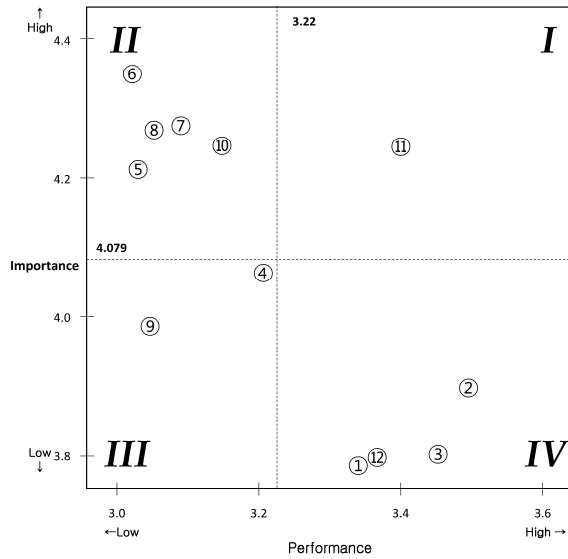 ↑
High
4.4
II
3.22
I
⑥
⑧
⑦
⑩
⑪
4.2
⑤
4.079
Importance
④
4.0
⑨
②
III
IV
Low
↓
3.8
①
⑫
③
3.0
3.2
3.4
3.6
←Low
High→
Performance